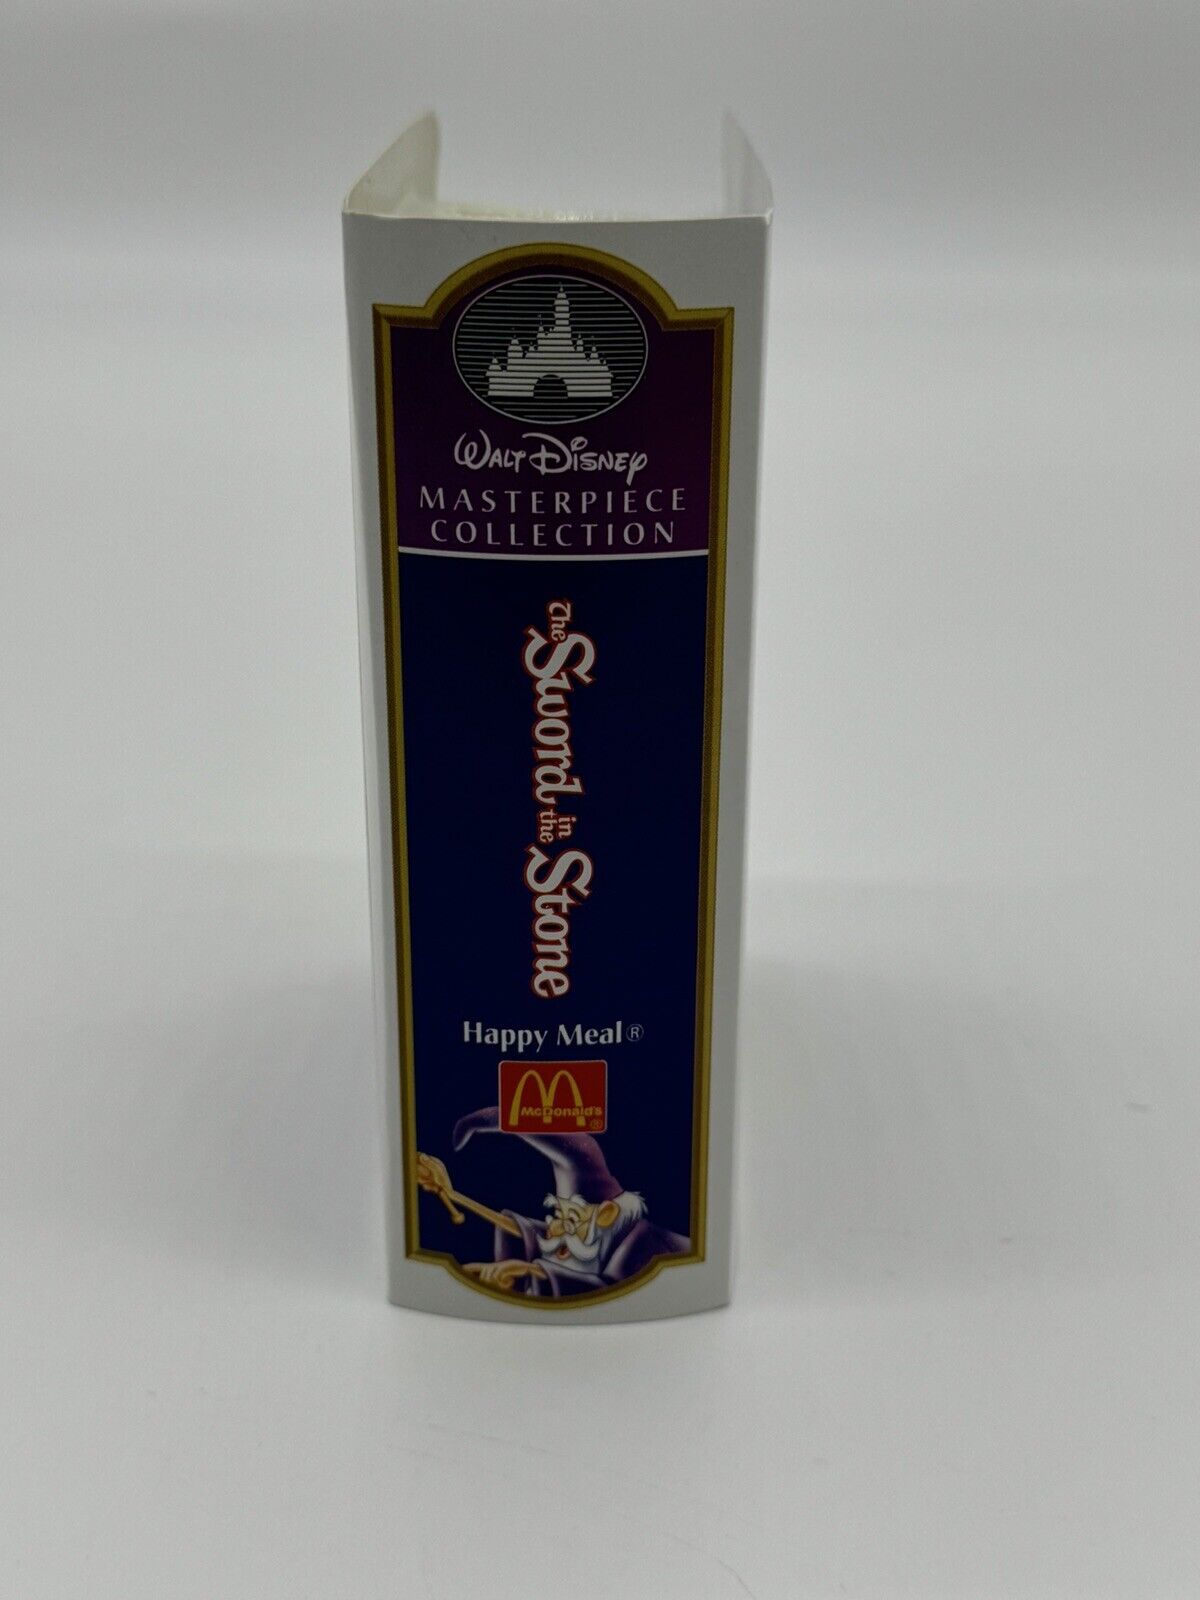 Walt Disney
MASTERPIECE
COLLECTION
The Sword in the Stone
Happy Meal®
McDonald's
®